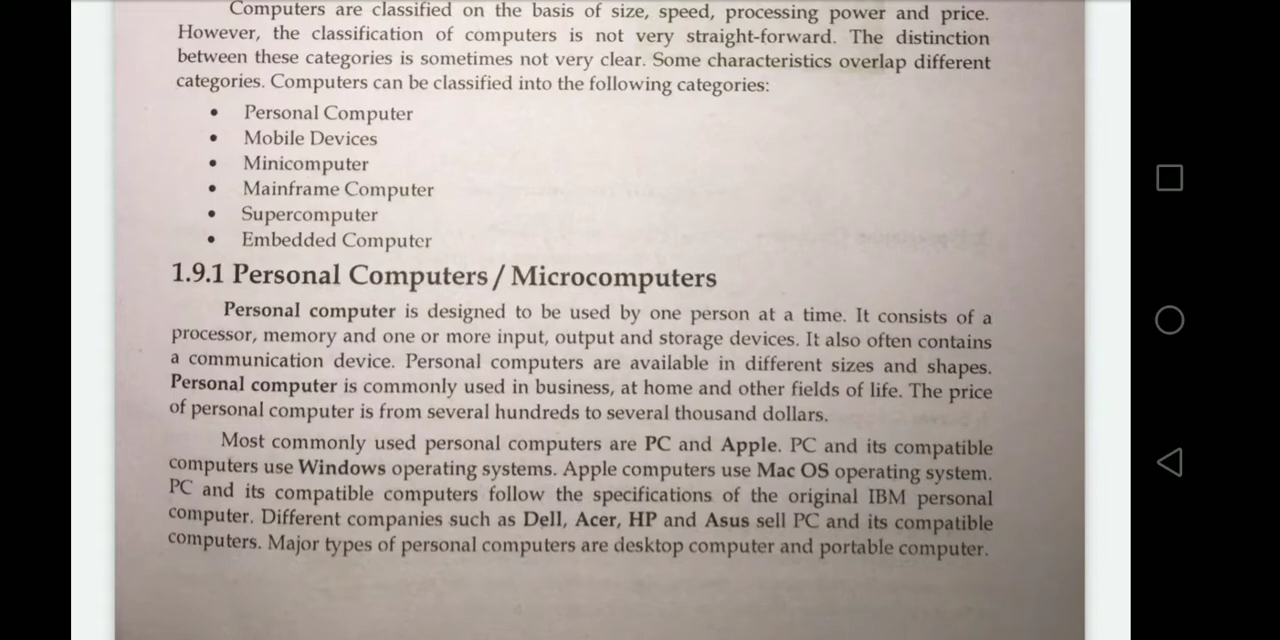 Computers are classified on the basis of size, speed, processing power and price.
However, the classification of computers is not very straight-forward. The distinction
between these categories is sometimes not very clear. Some characteristics overlap different
categories. Computers can be classified into the following categories:
• Personal Computer
• Mobile Devices
• Minicomputer
• Mainframe Computer
• Supercomputer
• Embedded Computer
1.9.1 Personal Computers / Microcomputers
Personal computer is designed to be used by one person at a time. It consists of a
processor, memory and one or more input, output and storage devices. It also often contains
a communication device. Personal computers are available in different sizes and shapes.
Personal computer is commonly used in business, at home and other fields of life. The price
of personal computer is from several hundreds to several thousand dollars.
Most commonly used personal computers are PC and Apple. PC and its compatible
computers use Windows operating systems. Apple computers use Mac OS operating system.
PC and its compatible computers follow the specifications of the original IBM personal
computer. Different companies such as Dell, Acer, HP and Asus sell PC and its compatible
computers. Major types of personal computers are desktop computer and portable computer.